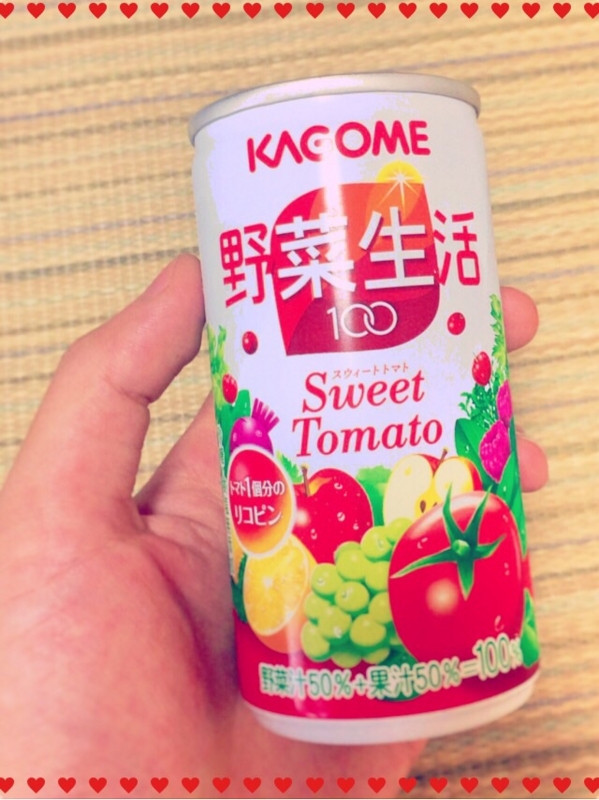 KAGOME
野菜生活
100
スウィートトマト
Sweet
Tomato
トマト1個分の
リコピン
野菜汁50%+果汁50%=100%